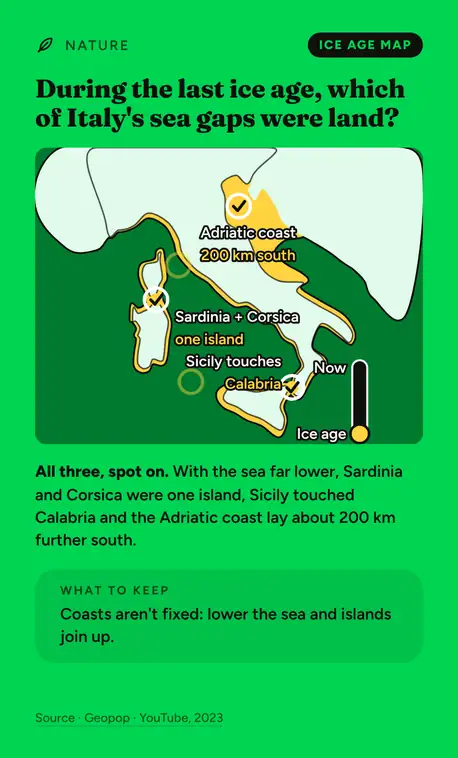 NATURE
ICE AGE MAP
During the last ice age, which
of Italy's sea gaps were land?
Adriatic coast
200 km south
Sardinia + Corsica
one island
Sicily touches
Calabria
Now
Ice age
All three, spot on. With the sea far lower, Sardinia
and Corsica were one island, Sicily touched
Calabria and the Adriatic coast lay about 200 km
further south.
WHAT TO KEEP
Coasts aren't fixed: lower the sea and islands
join up.
Source · Geopop · YouTube, 2023